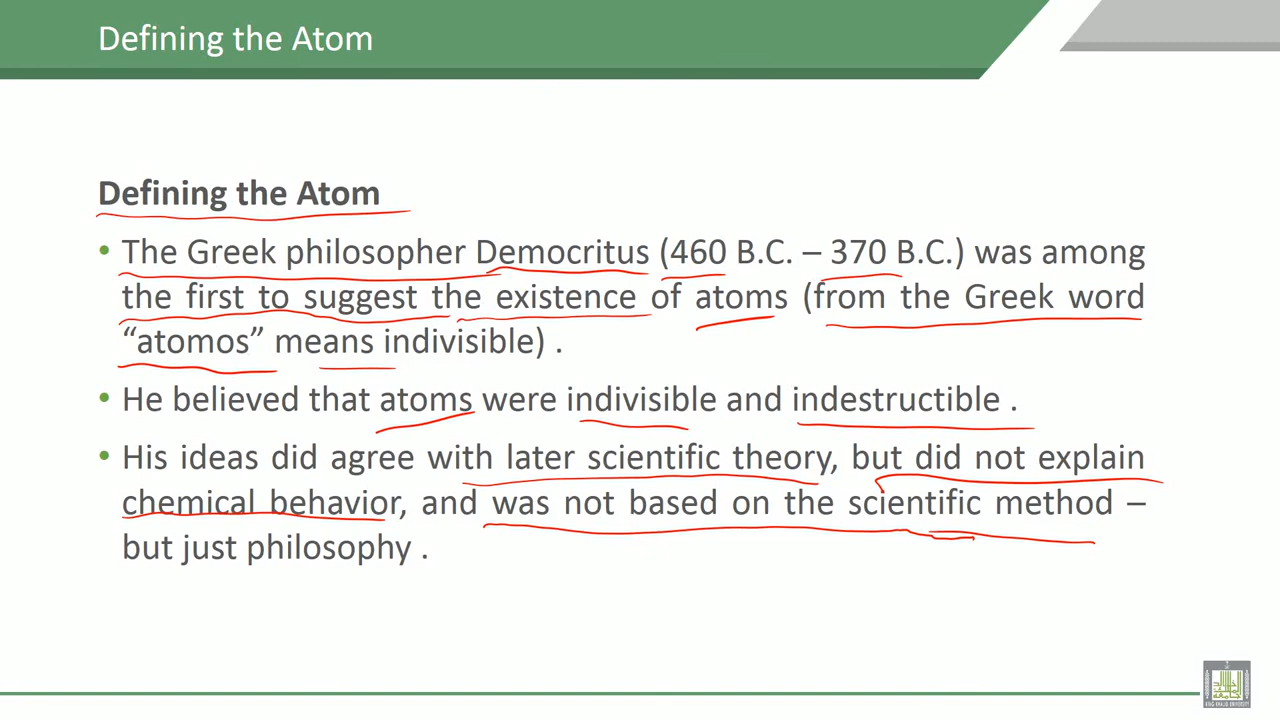 Defining the Atom
Defining the Atom
• The Greek philosopher Democritus (460 B.C. – 370 B.C.) was among
the first to suggest the existence of atoms (from the Greek word
“atomos” means indivisible) .
• He believed that atoms were indivisible and indestructible .
• His ideas did agree with later scientific theory, but did not explain
chemical behavior, and was not based on the scientific method –
but just philosophy .